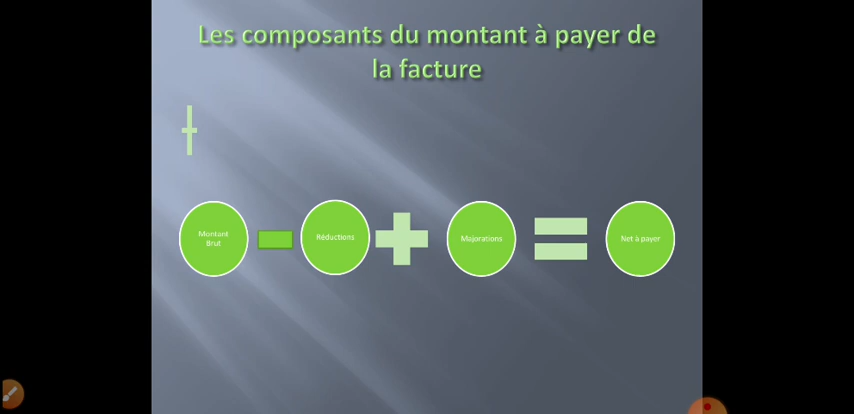 Les composants du montant à payer de
la facture
Montant
Brut
Réductions
Majorations
Net à payer